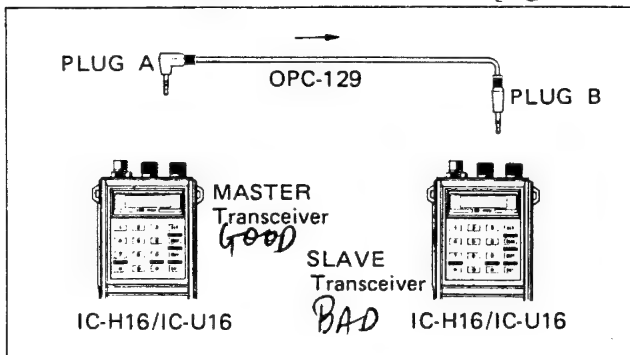 PLUG A
OPC-129
PLUG B
MASTER
Transceiver
GOOD
SLAVE
Transceiver
BAD
IC-H16/IC-U16
IC-H16/IC-U16